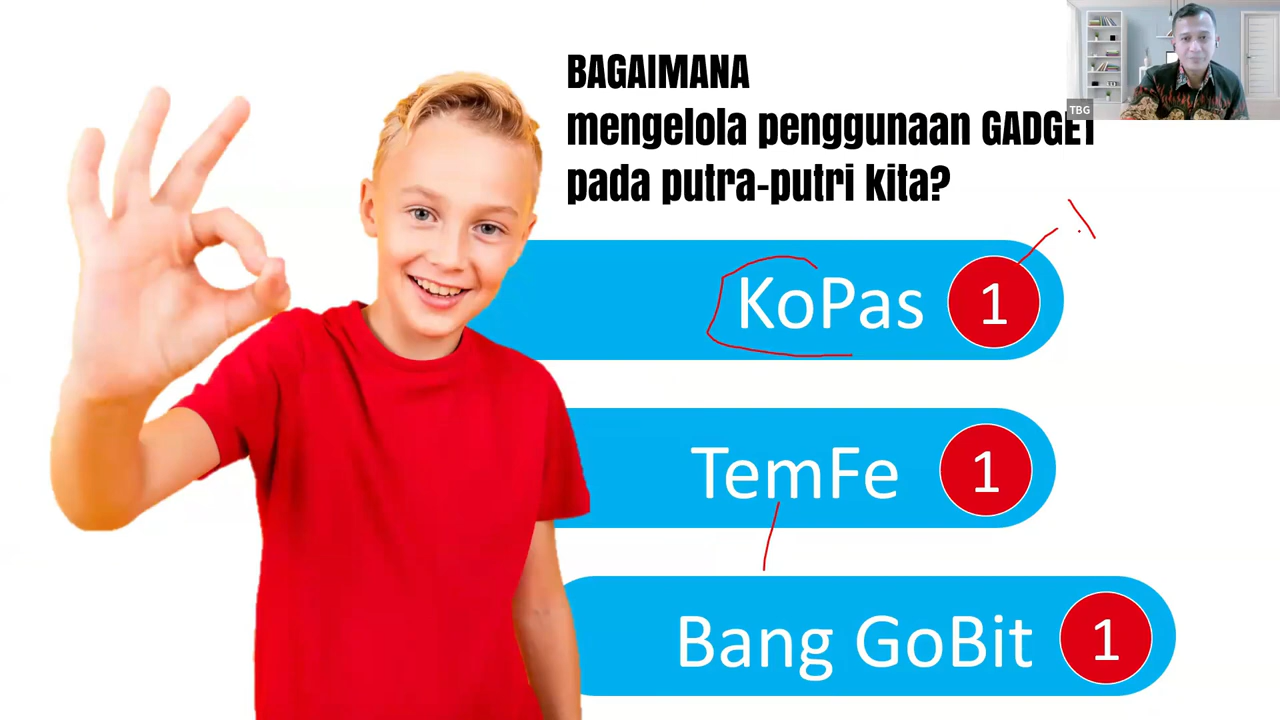 BAGAIMANA
mengelola penggunaan GADGET
pada putra-putri kita?
KoPas 1
TemFe 1
Bang GoBit 1
TBG